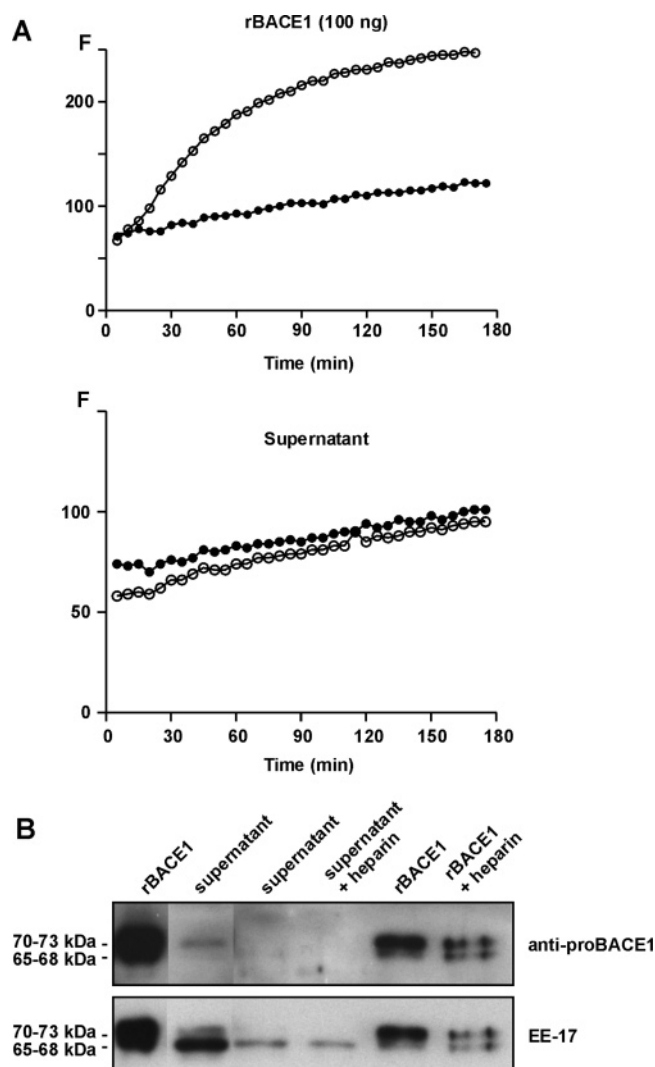 A
rBACE1 (100 ng)
F
200
100
0
0 30 60 90 120 150 180
Time (min)
F
Supernatant
100
50
0
0 30 60 90 120 150 180
Time (min)
B
rBACE1
supernatant
supernatant
supernatant
+ heparin
rBACE1
rBACE1
+ heparin
70-73 kDa -
65-68 kDa -
anti-proBACE1
70-73 kDa -
65-68 kDa -
EE-17